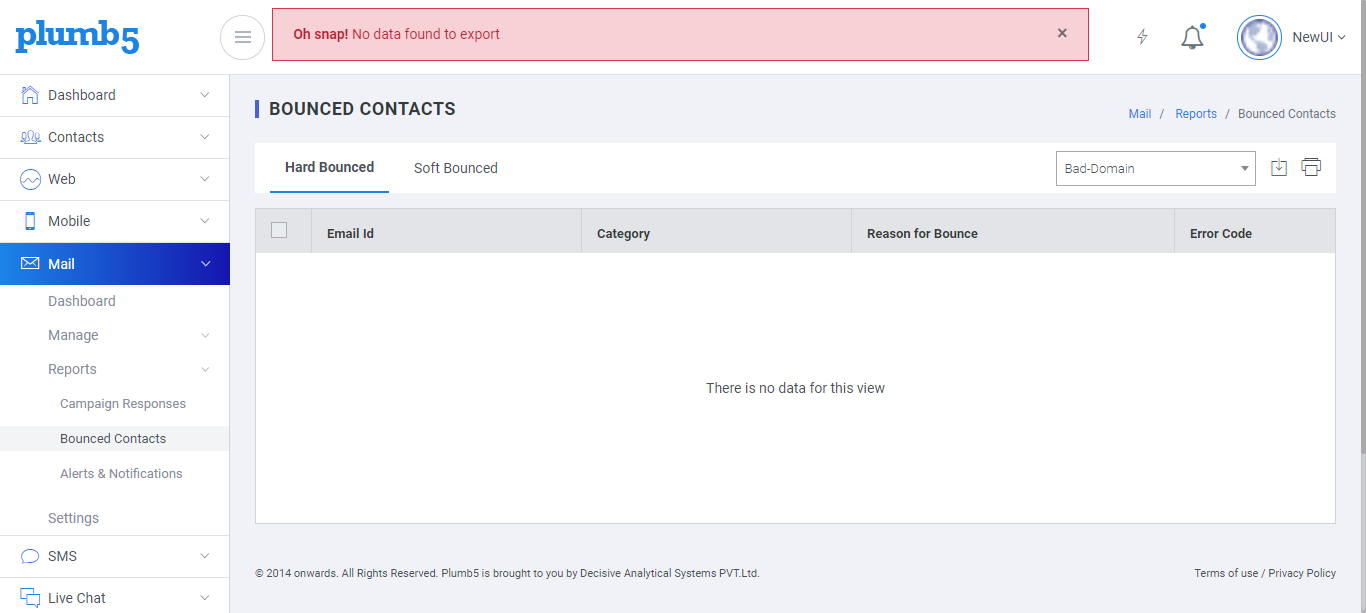 plumb5
Oh snap! No data found to export ×
NewUI
Dashboard
Contacts
Web
Mobile
Mail
Dashboard
Manage
Reports
Campaign Responses
Bounced Contacts
Alerts & Notifications
Settings
SMS
Live Chat
BOUNCED CONTACTS
Mail / Reports / Bounced Contacts
Hard Bounced Soft Bounced Bad-Domain
Email Id Category Reason for Bounce Error Code
There is no data for this view
© 2014 onwards. All Rights Reserved. Plumb5 is brought to you by Decisive Analytical Systems PVT.Ltd. Terms of use / Privacy Policy